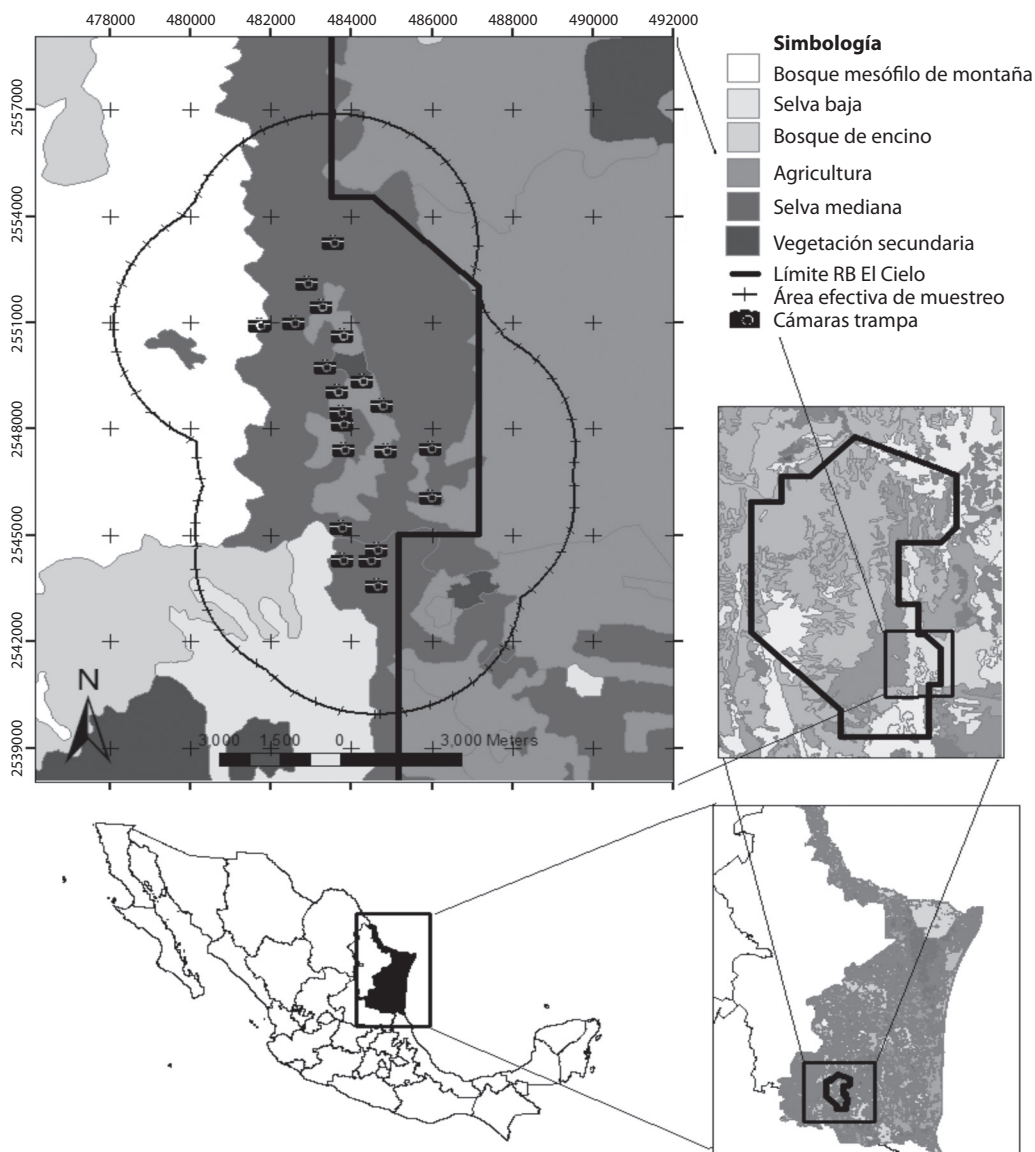 478000 480000 482000 484000 486000 488000 490000 492000
2557000
2554000
2551000
2548000
2545000
2542000
2539000
N
3,000 1,500 0 3,000 Meters
Simbología
Bosque mesófilo de montaña
Selva baja
Bosque de encino
Agricultura
Selva mediana
Vegetación secundaria
Límite RB El Cielo
Área efectiva de muestreo
Cámaras trampa